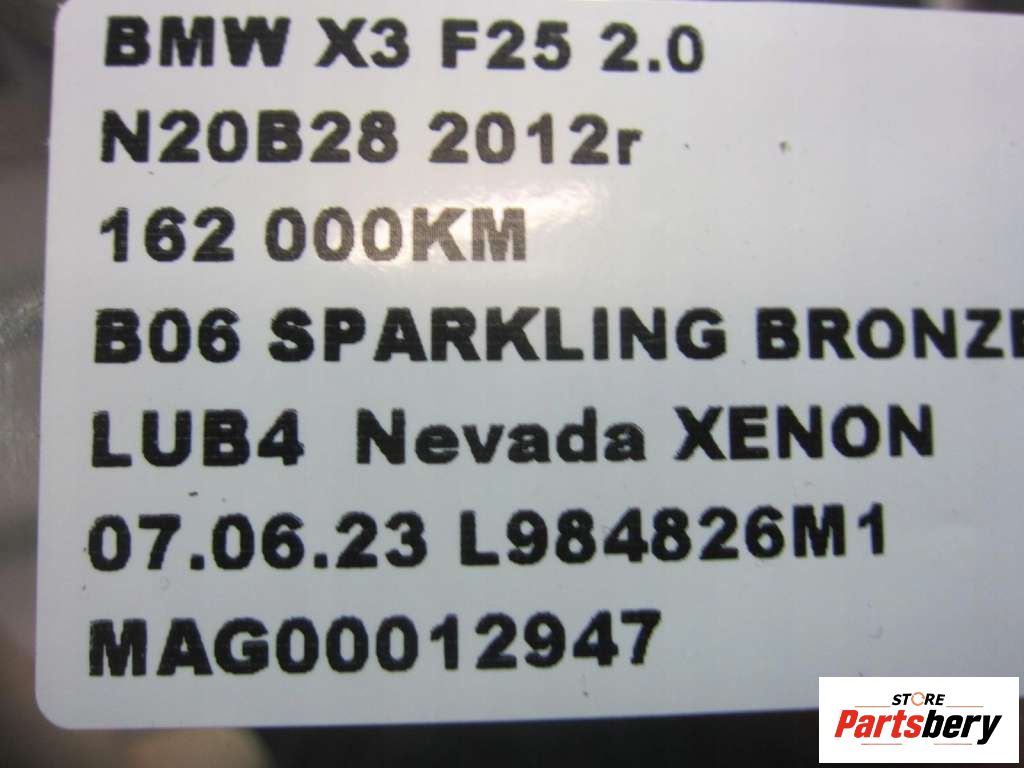 BMW X3 F25 2.0
N20B28 2012r
162 000KM
B06 SPARKLING BRONZE
LUB4 Nevada XENON
07.06.23 L984826M1
MAG00012947
STORE
Partsbery